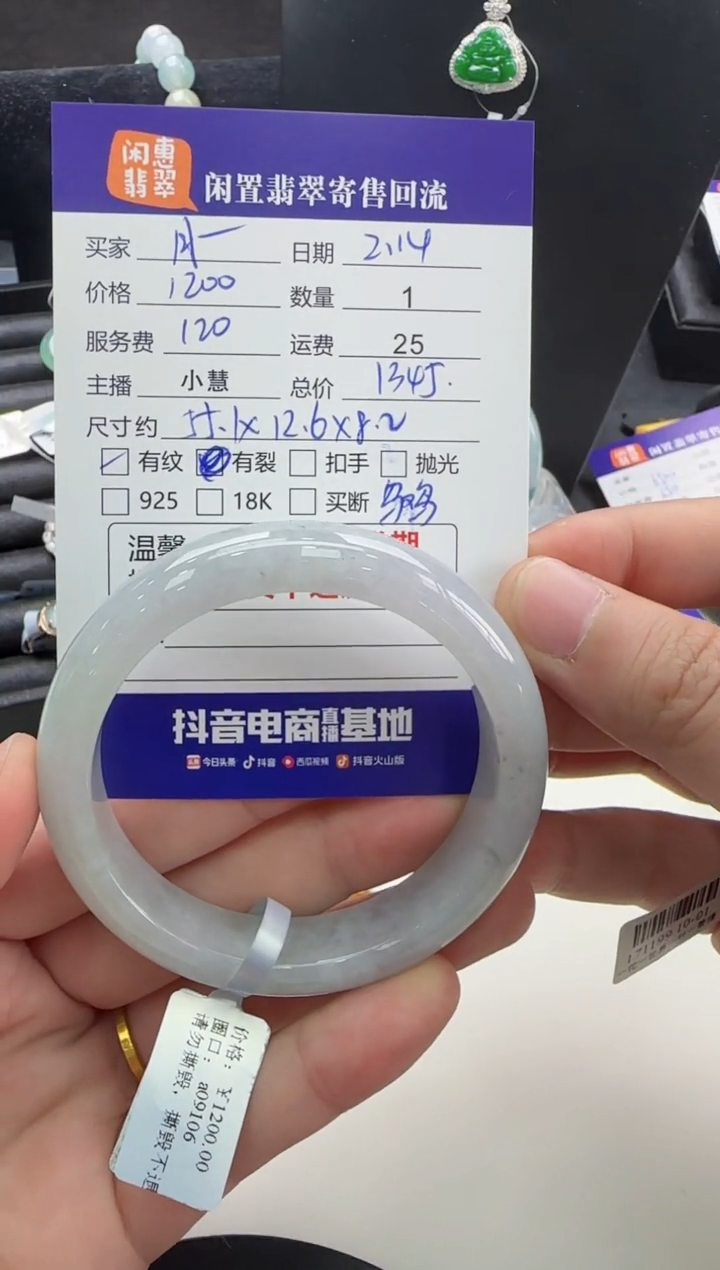 闲惠
翡翠
闲置翡翠寄售回流
买家 日期 2.14
价格 1200 数量 1
服务费 120 运费 25
主播 小慧 总价 1345.
尺寸约 55.1x12.6x8.2
有纹 有裂 扣手 抛光
925 18K 买断
温馨 期
抖音电商直播基地
今日头条 抖音 西瓜视频 抖音火山版
价格：￥1200.00
圈口：a09106
请勿撕毁，撕毁不退
17119910-01